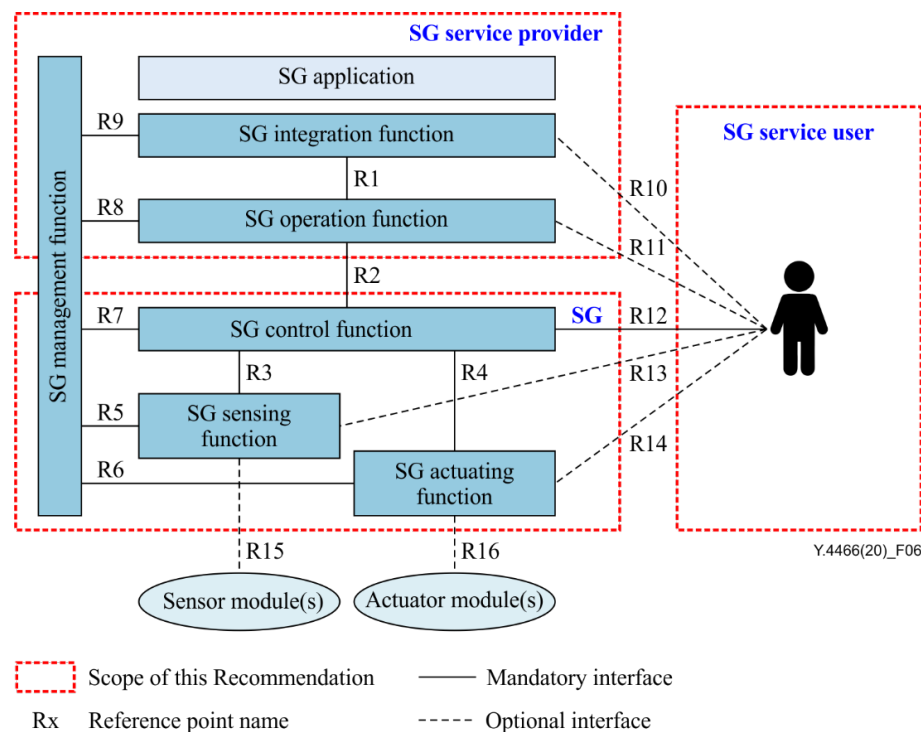 SG service provider
SG application
R9
SG integration function
SG service user
R1
R10
R8
SG operation function
R11
SG management function
R2
R7
SG control function
SG
R12
R3
R4
R13
R5
SG sensing
function
R14
R6
SG actuating
function
R15
R16
Y.4466(20)_F06
Sensor module(s)
Actuator module(s)
Scope of this Recommendation
Mandatory interface
Rx
Reference point name
Optional interface